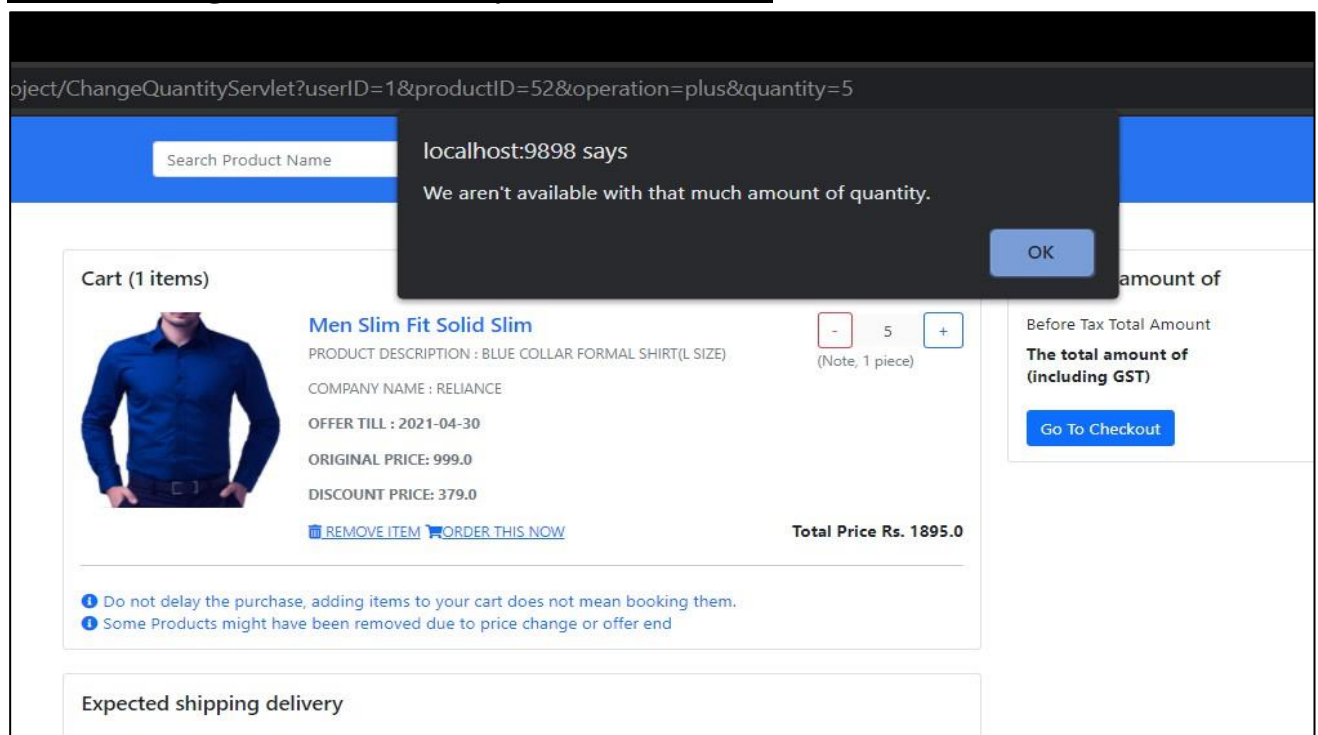 oject/ChangeQuantityServlet?userID=1&productID=52&operation=plus&quantity=5
Search Product Name
localhost:9898 says
We aren't available with that much amount of quantity.
OK
Cart (1 items)
Men Slim Fit Solid Slim
PRODUCT DESCRIPTION : BLUE COLLAR FORMAL SHIRT(L SIZE)
COMPANY NAME : RELIANCE
OFFER TILL : 2021-04-30
ORIGINAL PRICE: 999.0
DISCOUNT PRICE: 379.0
REMOVE ITEM ORDER THIS NOW
- 5 +
(Note, 1 piece)
Total Price Rs. 1895.0
Do not delay the purchase, adding items to your cart does not mean booking them.
Some Products might have been removed due to price change or offer end
Expected shipping delivery
amount of
Before Tax Total Amount
The total amount of
(including GST)
Go To Checkout